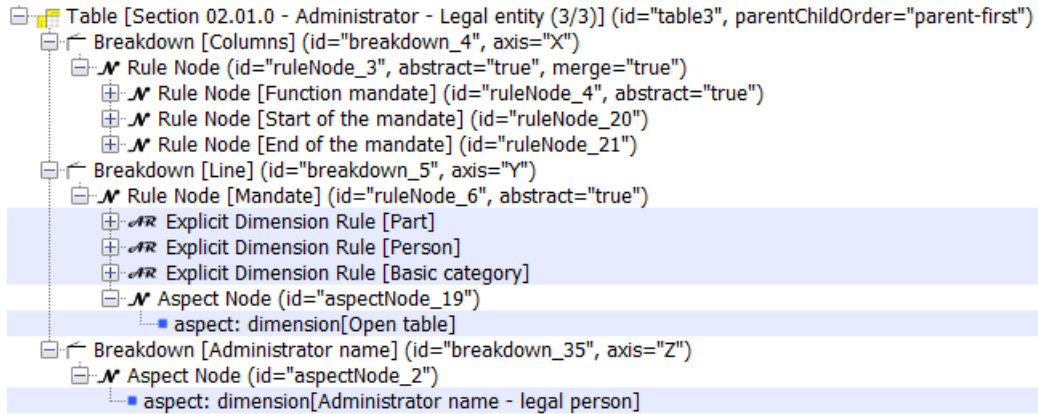 Table [Section 02.01.0 - Administrator - Legal entity (3/3)] (id="table3", parentChildOrder="parent-first")
Breakdown [Columns] (id="breakdown_4", axis="X")
N Rule Node (id="ruleNode_3", abstract="true", merge="true")
N Rule Node [Function mandate] (id="ruleNode_4", abstract="true")
N Rule Node [Start of the mandate] (id="ruleNode_20")
N Rule Node [End of the mandate] (id="ruleNode_21")
Breakdown [Line] (id="breakdown_5", axis="Y")
N Rule Node [Mandate] (id="ruleNode_6", abstract="true")
AR Explicit Dimension Rule [Part]
AR Explicit Dimension Rule [Person]
AR Explicit Dimension Rule [Basic category]
N Aspect Node (id="aspectNode_19")
aspect: dimension[Open table]
Breakdown [Administrator name] (id="breakdown_35", axis="Z")
N Aspect Node (id="aspectNode_2")
aspect: dimension[Administrator name - legal person]